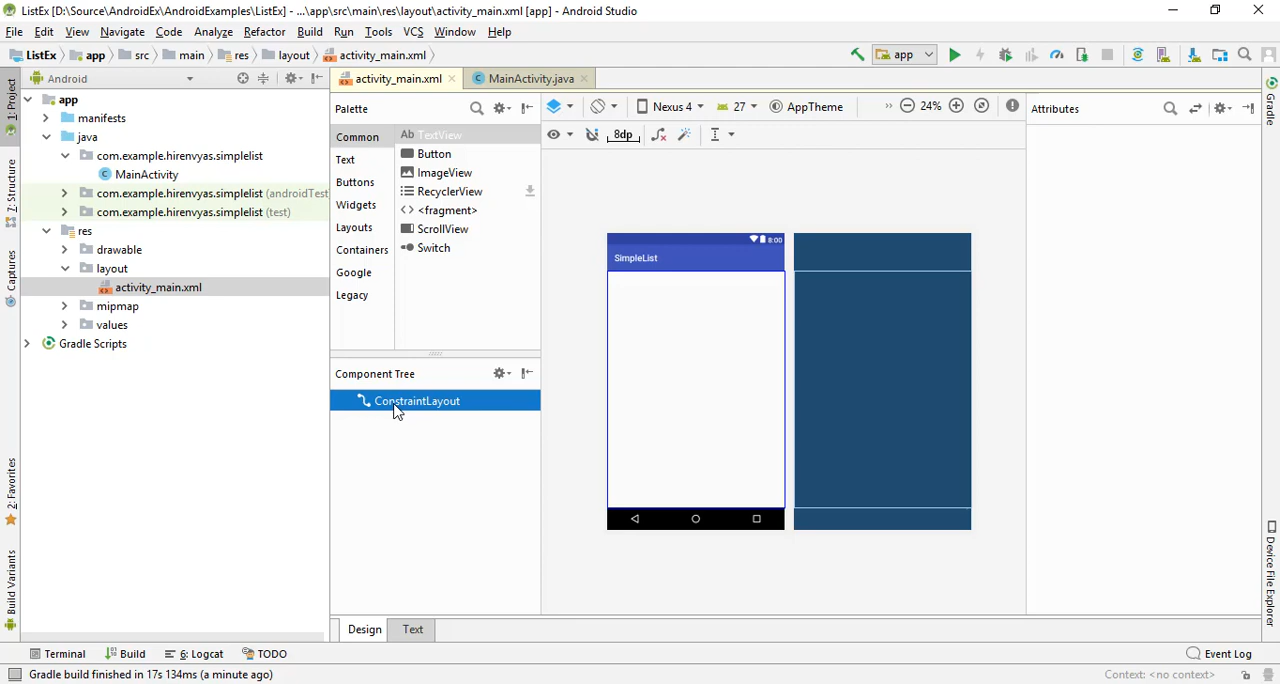 ListEx [D:\Source\AndroidEx\AndroidExamples\ListEx] - ...\app\src\main\res\layout\activity_main.xml [app] - Android Studio
File Edit View Navigate Code Analyze Refactor Build Run Tools VCS Window Help
ListEx app src main res layout activity_main.xml app
1: Project
Z: Structure
Captures
2: Favorites
Build Variants
Android
app
manifests
java
com.example.hirenvyas.simplelist
MainActivity
com.example.hirenvyas.simplelist (androidTest
com.example.hirenvyas.simplelist (test)
res
drawable
layout
activity_main.xml
mipmap
values
Gradle Scripts
activity_main.xml MainActivity.java
Palette
Common
Text
Buttons
Widgets
Layouts
Containers
Google
Legacy
Ab TextView
Button
ImageView
RecyclerView
<fragment>
ScrollView
Switch
Component Tree
ConstraintLayout
Nexus 4 27 AppTheme » 24%
8dp
8:00
SimpleList
Attributes
Gradle
Device File Explorer
Design Text
Terminal Build 6: Logcat TODO Event Log
Gradle build finished in 17s 134ms (a minute ago) Context: <no context>